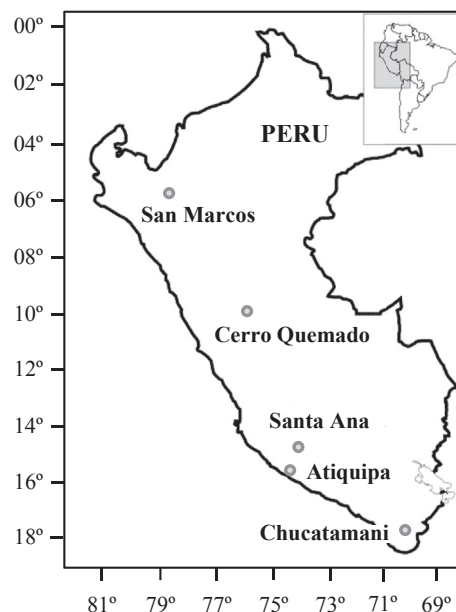 00º
02º
04º
06º
08º
10º
12º
14º
16º
18º
PERU
San Marcos
Cerro Quemado
Santa Ana
Atiquipa
Chucatamani
81º 79º 77º 75º 73º 71º 69º